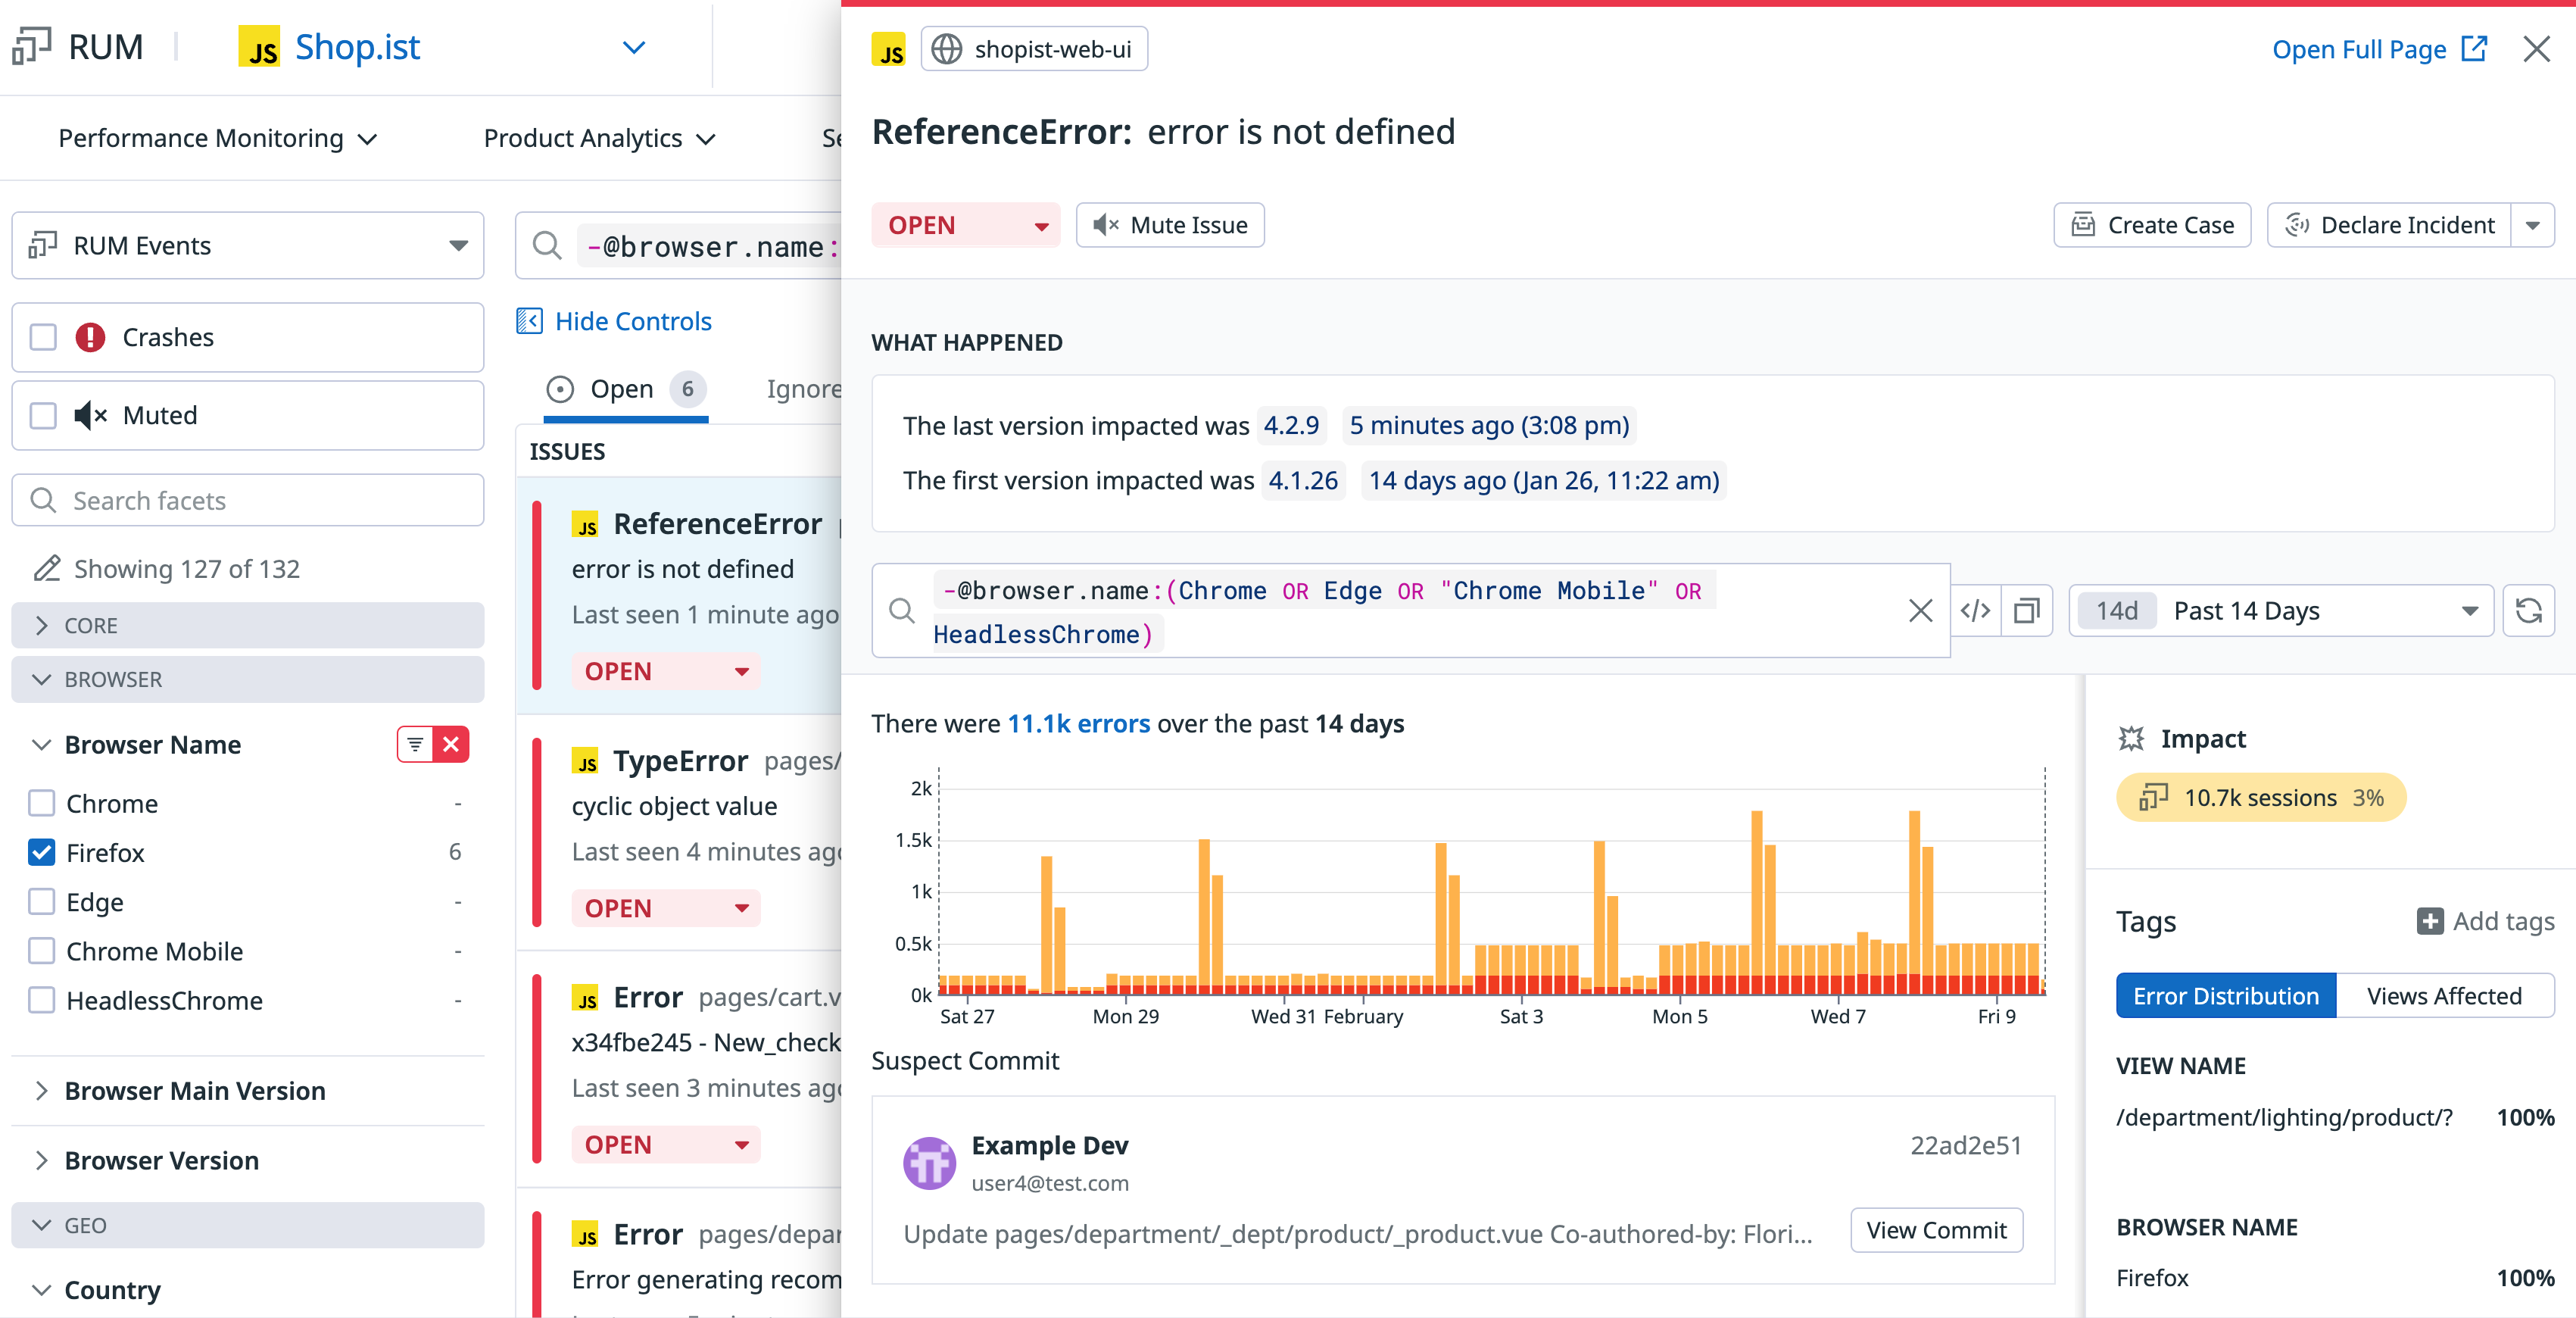 RUM
JS Shop.ist
Performance Monitoring
Product Analytics
RUM Events
Crashes
Muted
Search facets
Showing 127 of 132
CORE
BROWSER
Browser Name
Chrome -
Firefox 6
Edge -
Chrome Mobile -
HeadlessChrome -
Browser Main Version
Browser Version
GEO
Country
-@browser.name:
Hide Controls
Open 6
Ignore
ISSUES
JS ReferenceError
error is not defined
Last seen 1 minute ago
OPEN
JS TypeError pages/
cyclic object value
Last seen 4 minutes ago
OPEN
JS Error pages/cart.v
x34fbe245 - New_check
Last seen 3 minutes ago
OPEN
JS Error pages/depar
Error generating recom
JS shopist-web-ui
Open Full Page
ReferenceError: error is not defined
OPEN
Mute Issue
Create Case
Declare Incident
WHAT HAPPENED
The last version impacted was 4.2.9 5 minutes ago (3:08 pm)
The first version impacted was 4.1.26 14 days ago (Jan 26, 11:22 am)
-@browser.name:(Chrome OR Edge OR "Chrome Mobile" OR
HeadlessChrome)
</>
14d Past 14 Days
There were 11.1k errors over the past 14 days
2k
1.5k
1k
0.5k
0k
Sat 27 Mon 29 Wed 31 February Sat 3 Mon 5 Wed 7 Fri 9
Suspect Commit
Example Dev 22ad2e51
user4@test.com
Update pages/department/_dept/product/_product.vue Co-authored-by: Flori...
View Commit
Impact
10.7k sessions 3%
Tags
Add tags
Error Distribution
Views Affected
VIEW NAME
/department/lighting/product/? 100%
BROWSER NAME
Firefox 100%